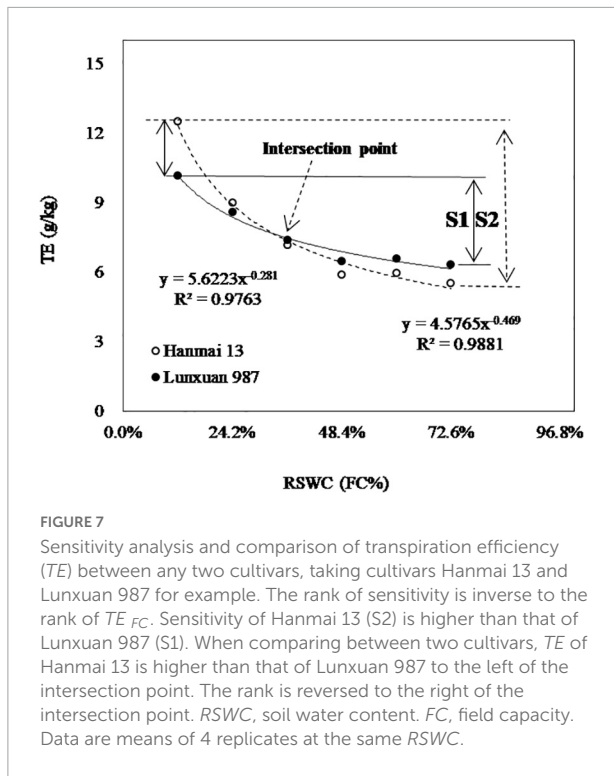 15
12
9
6
3
0
TE (g/kg)
Intersection point
S1 S2
y = 5.6223x^-0.281
R² = 0.9763
y = 4.5765x^-0.469
R² = 0.9881
Hanmai 13
Lunxuan 987
0.0% 24.2% 48.4% 72.6% 96.8%
RSWC (FC%)
FIGURE 7
Sensitivity analysis and comparison of transpiration efficiency
(TE) between any two cultivars, taking cultivars Hanmai 13 and
Lunxuan 987 for example. The rank of sensitivity is inverse to the
rank of TE FC. Sensitivity of Hanmai 13 (S2) is higher than that of
Lunxuan 987 (S1). When comparing between two cultivars, TE of
Hanmai 13 is higher than that of Lunxuan 987 to the left of the
intersection point. The rank is reversed to the right of the
intersection point. RSWC, soil water content. FC, field capacity.
Data are means of 4 replicates at the same RSWC.